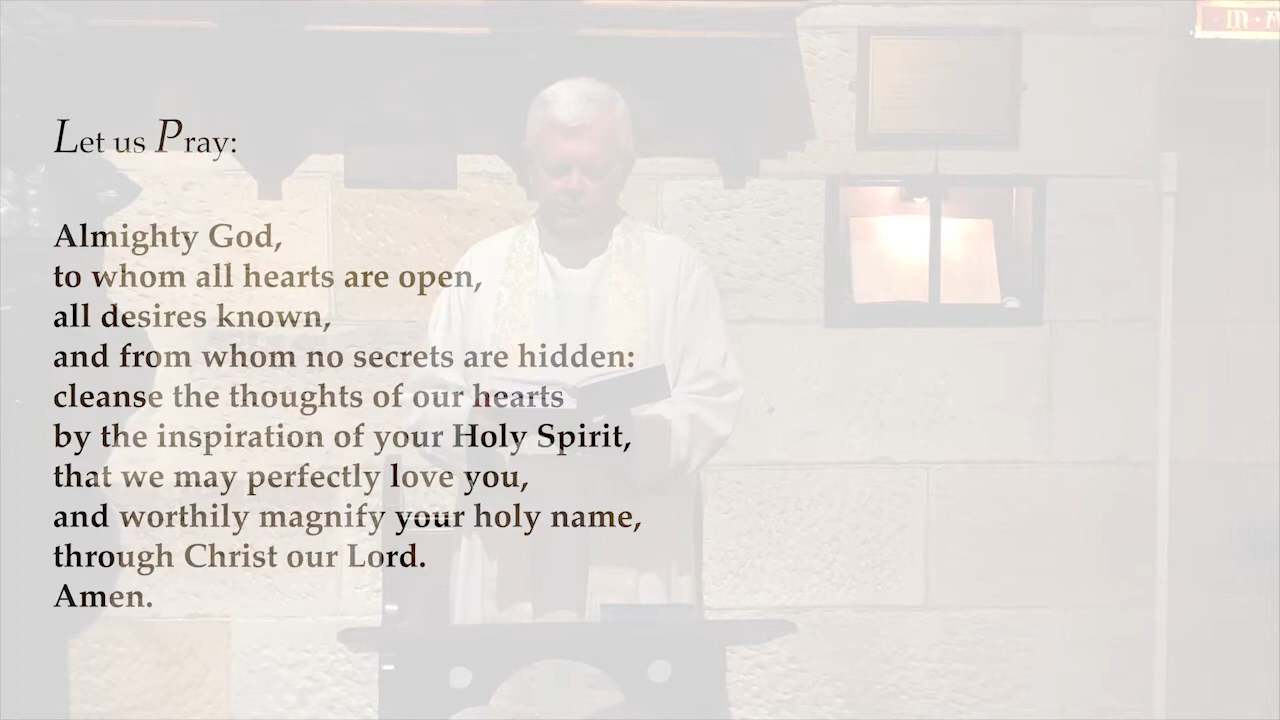 Let us Pray:
Almighty God,
to whom all hearts are open,
all desires known,
and from whom no secrets are hidden:
cleanse the thoughts of our hearts
by the inspiration of your Holy Spirit,
that we may perfectly love you,
and worthily magnify your holy name,
through Christ our Lord.
Amen.